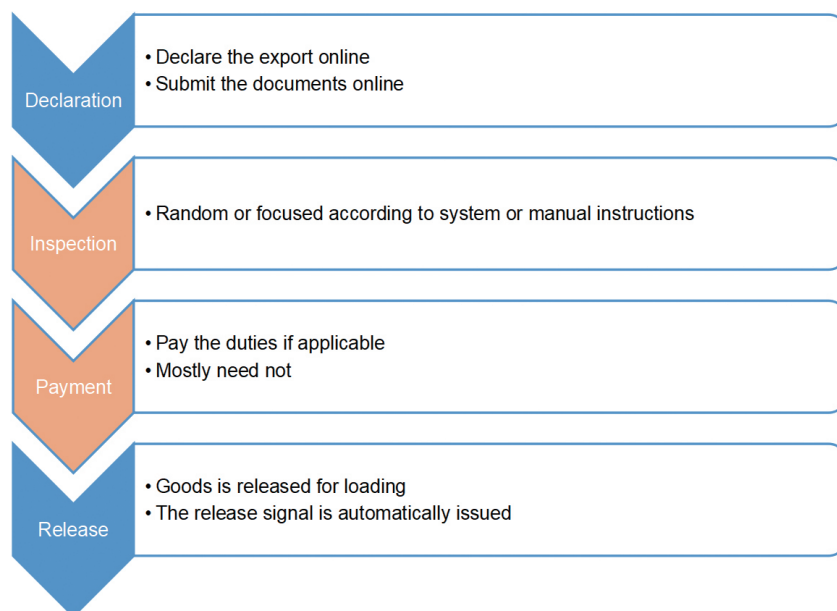 Declaration
• Declare the export online
• Submit the documents online
Inspection
• Random or focused according to system or manual instructions
Payment
• Pay the duties if applicable
• Mostly need not
Release
• Goods is released for loading
• The release signal is automatically issued